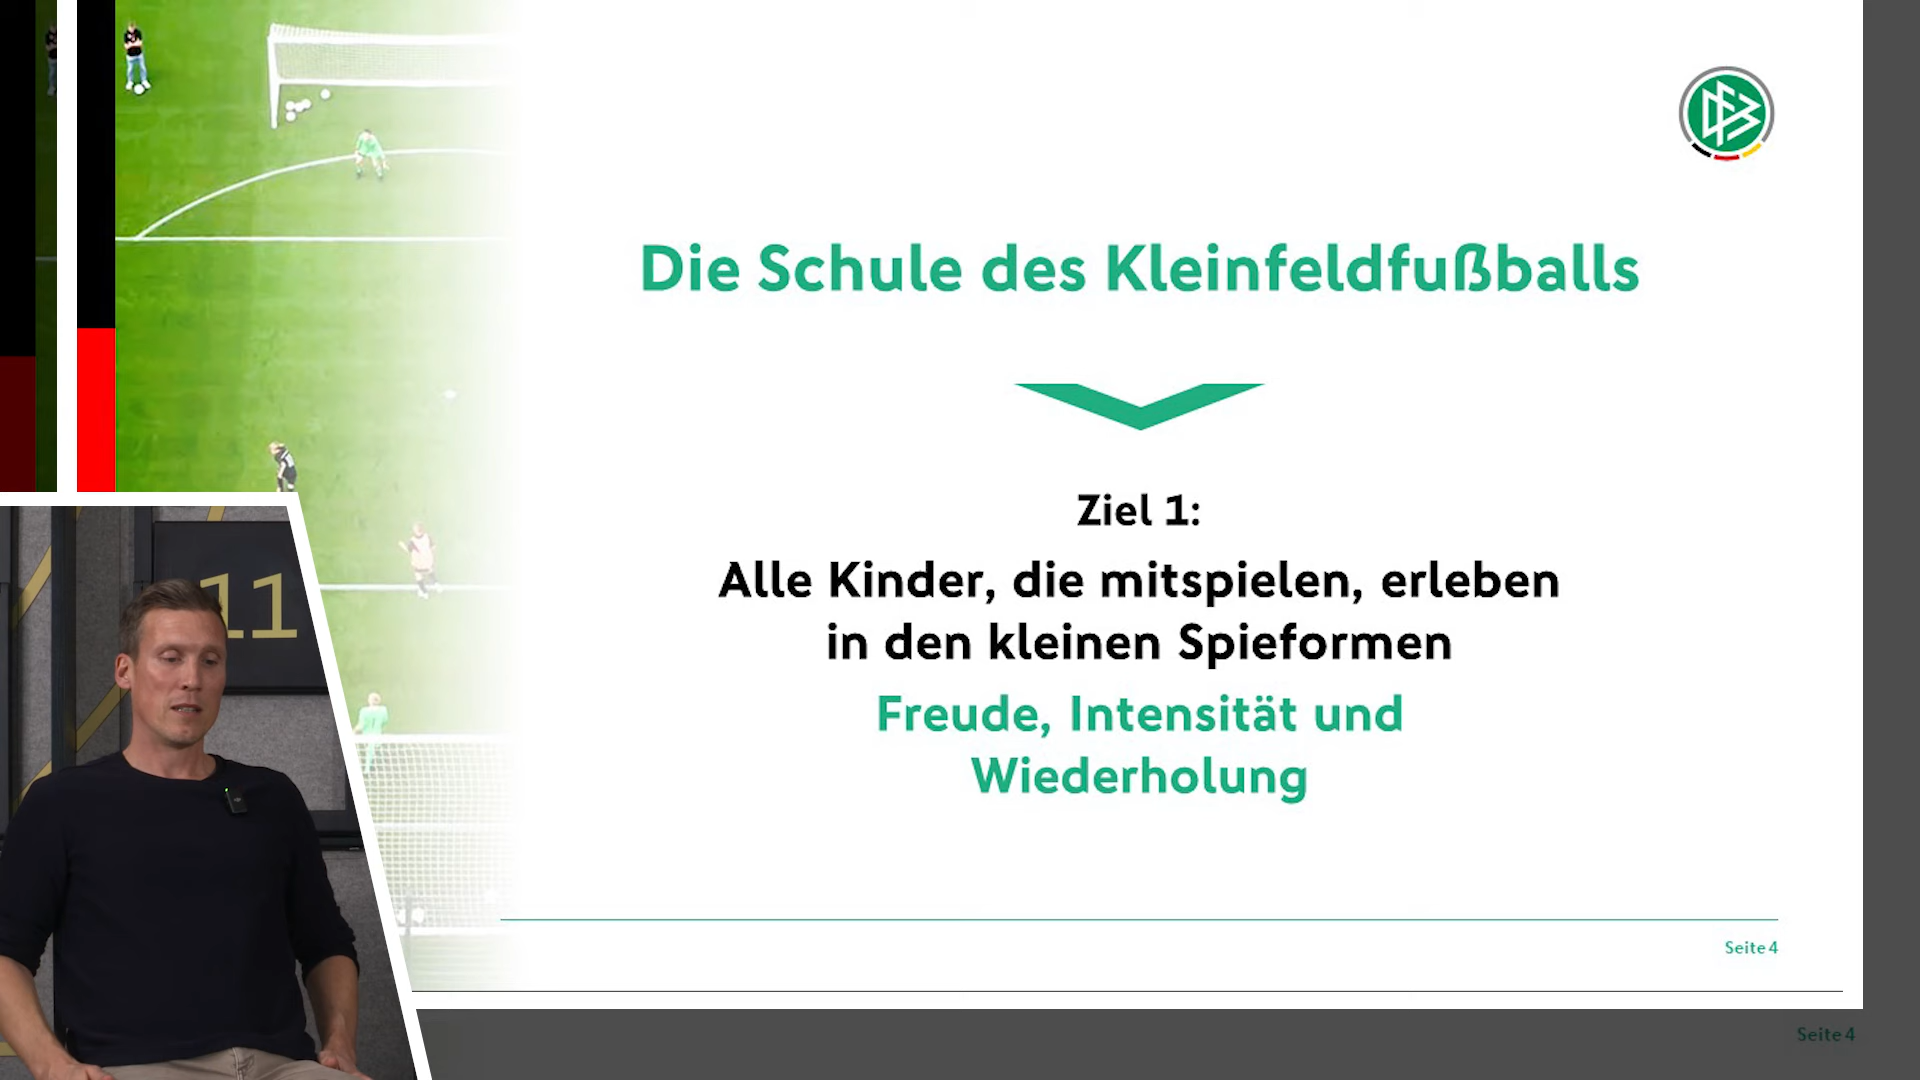 DFB
Die Schule des Kleinfeldfußballs
Ziel 1:
Alle Kinder, die mitspielen, erleben
in den kleinen Spieformen
Freude, Intensität und
Wiederholung
11
Seite 4
Seite 4